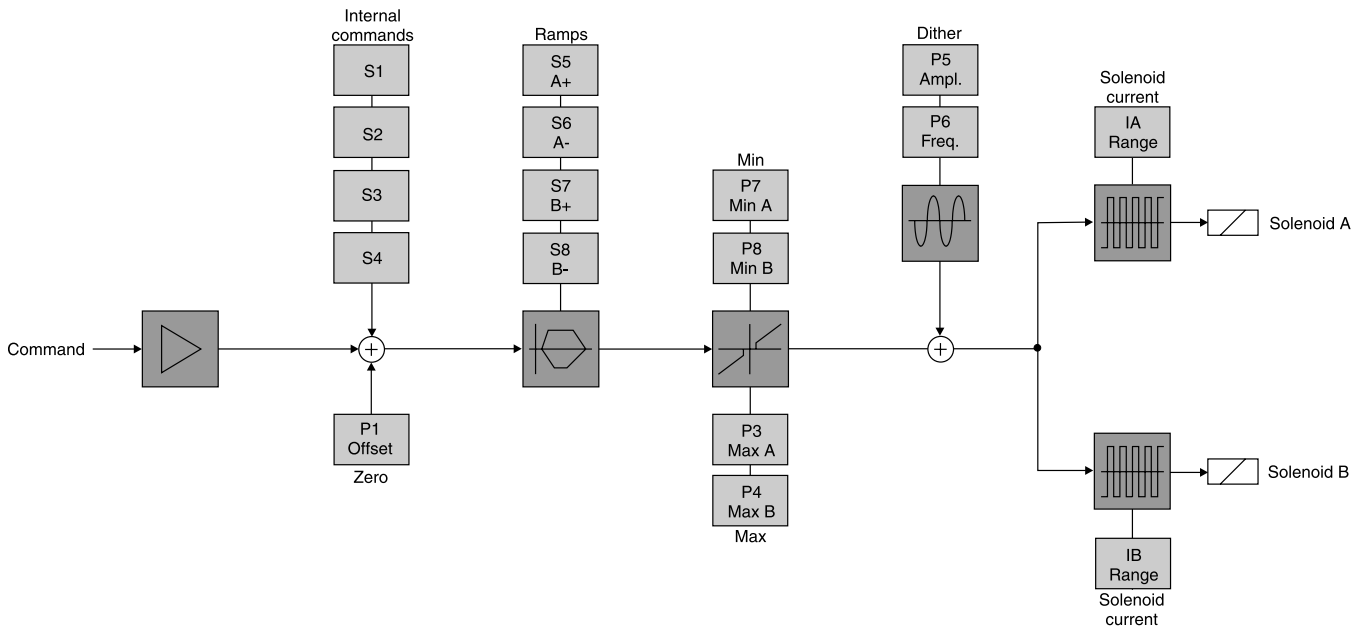 Internal
commands
S1
S2
S3
S4
Ramps
S5
A+
S6
A-
S7
B+
S8
B-
Min
P7
Min A
P8
Min B
Dither
P5
Ampl.
P6
Freq.
Solenoid
current
IA
Range
Solenoid A
Command
P1
Offset
Zero
P3
Max A
P4
Max B
Max
Solenoid B
IB
Range
Solenoid
current